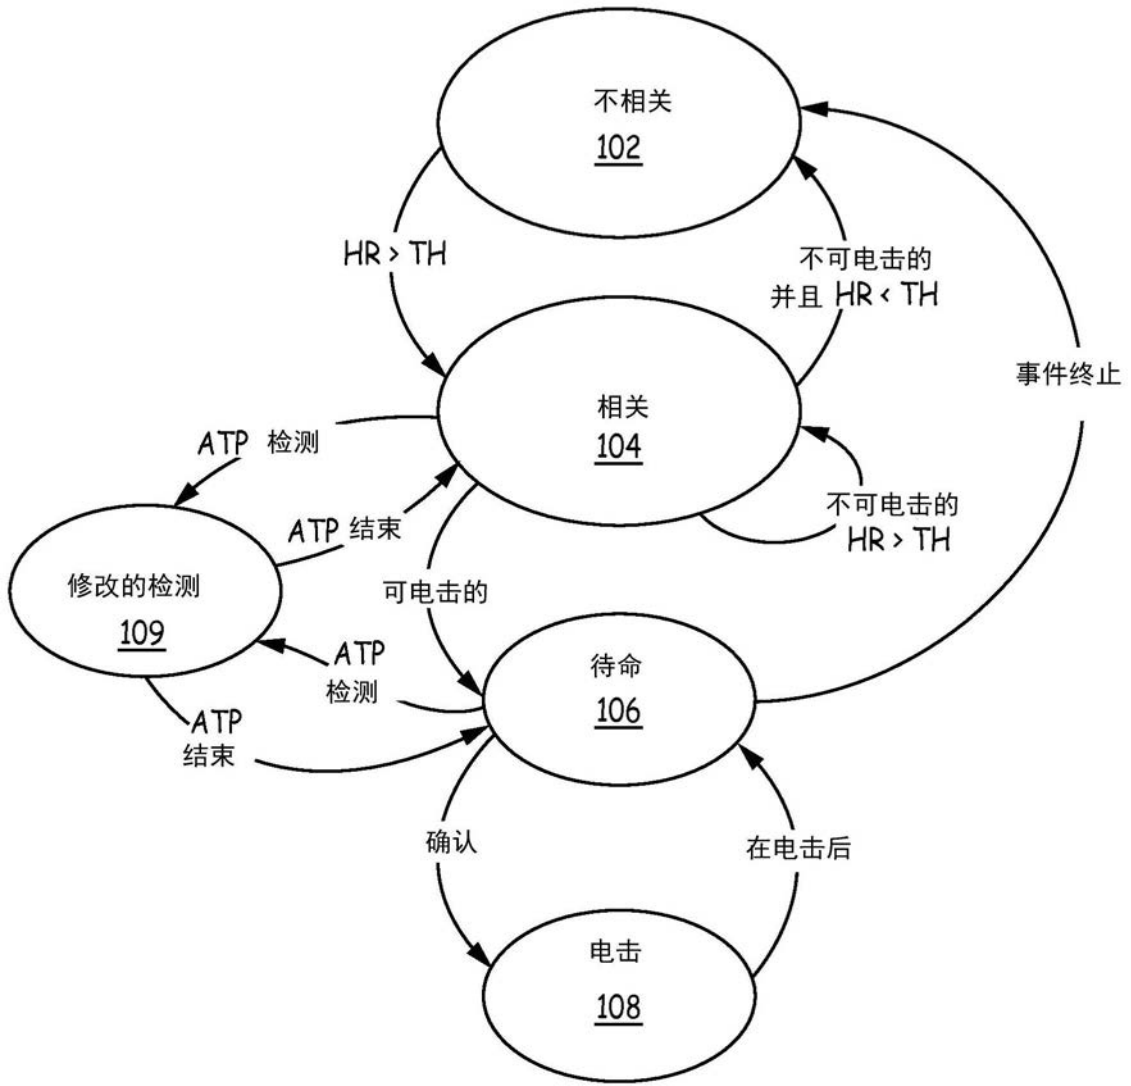 不相关
102
HR > TH
不可电击的
并且 HR < TH
事件终止
相关
104
ATP 检测
不可电击的
HR > TH
ATP 结束
修改的检测
109
可电击的
ATP
检测
待命
106
ATP
结束
确认
在电击后
电击
108